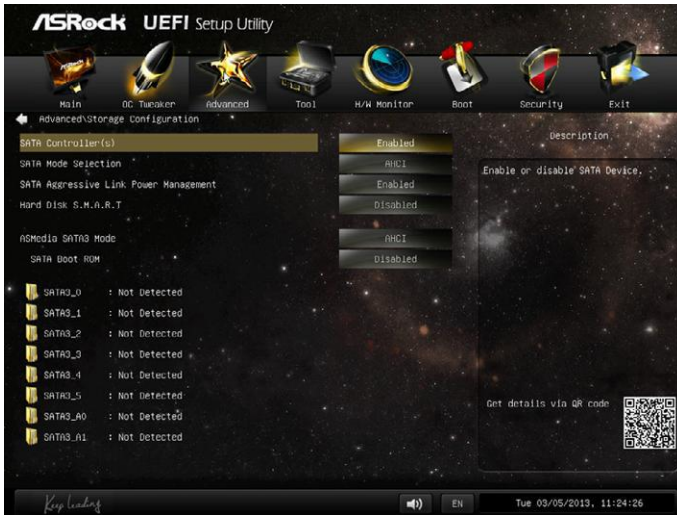 ASRock UEFI Setup Utility
Main OC Tweaker Advanced Tool H/W Monitor Boot Security Exit
Advanced\Storage Configuration
Description
SATA Controller(s) Enabled
Enable or disable SATA Device.
SATA Mode Selection AHCI
SATA Aggressive Link Power Management Enabled
Hard Disk S.M.A.R.T Disabled
ASMedia SATA3 Mode AHCI
SATA Boot ROM Disabled
SATA3_0 : Not Detected
SATA3_1 : Not Detected
SATA3_2 : Not Detected
SATA3_3 : Not Detected
SATA3_4 : Not Detected
SATA3_5 : Not Detected
SATA3_A0 : Not Detected
SATA3_A1 : Not Detected
Get details via QR code
Keep leading
EN
Tue 03/05/2013, 11:24:26